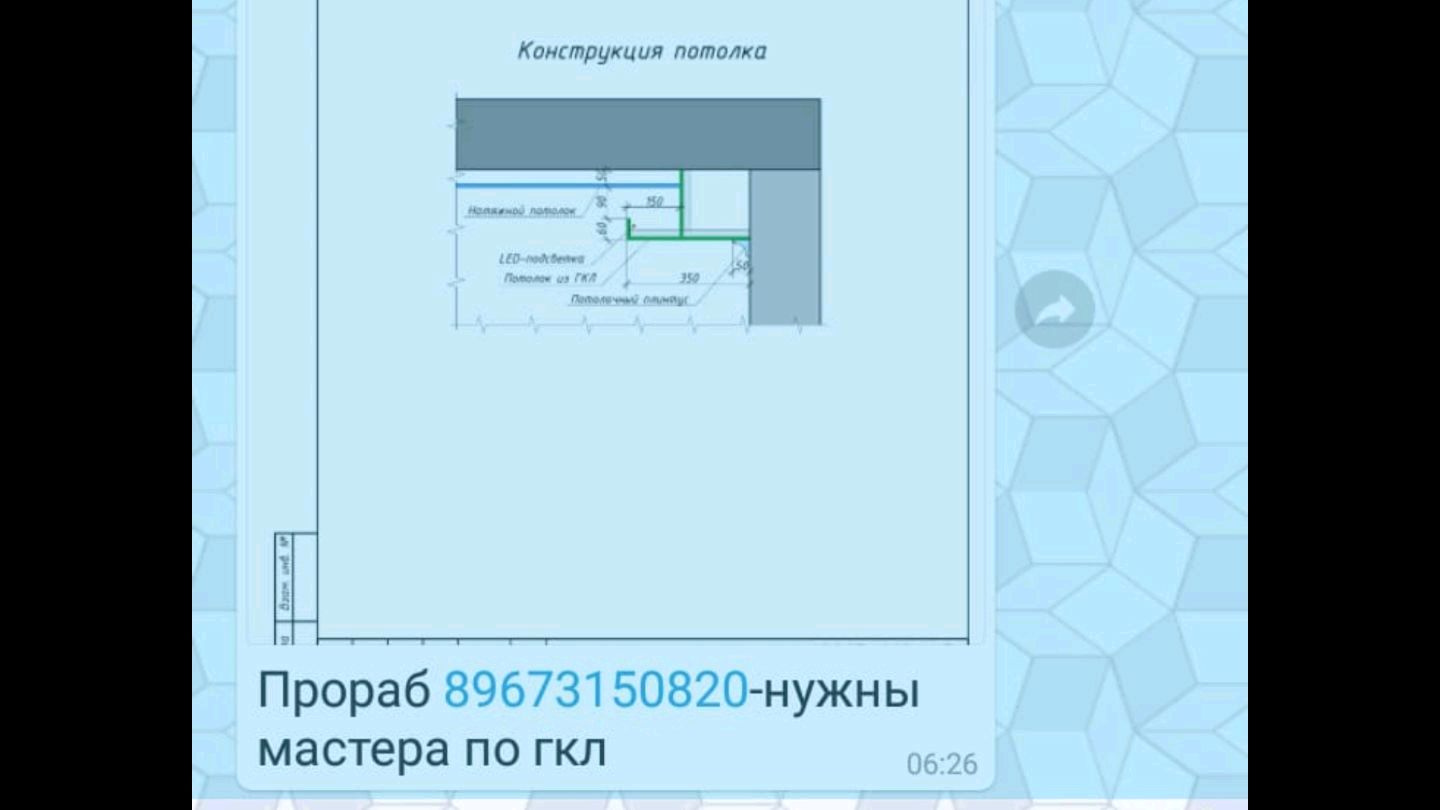 Конструкция потолка
50
Натяжной потолок
90
150
60
LED-подсветка
50
Потолок из ГКЛ
350
Потолочный плинтус
Взам. инв. №
Прораб 89673150820-нужны
мастера по гкл
06:26